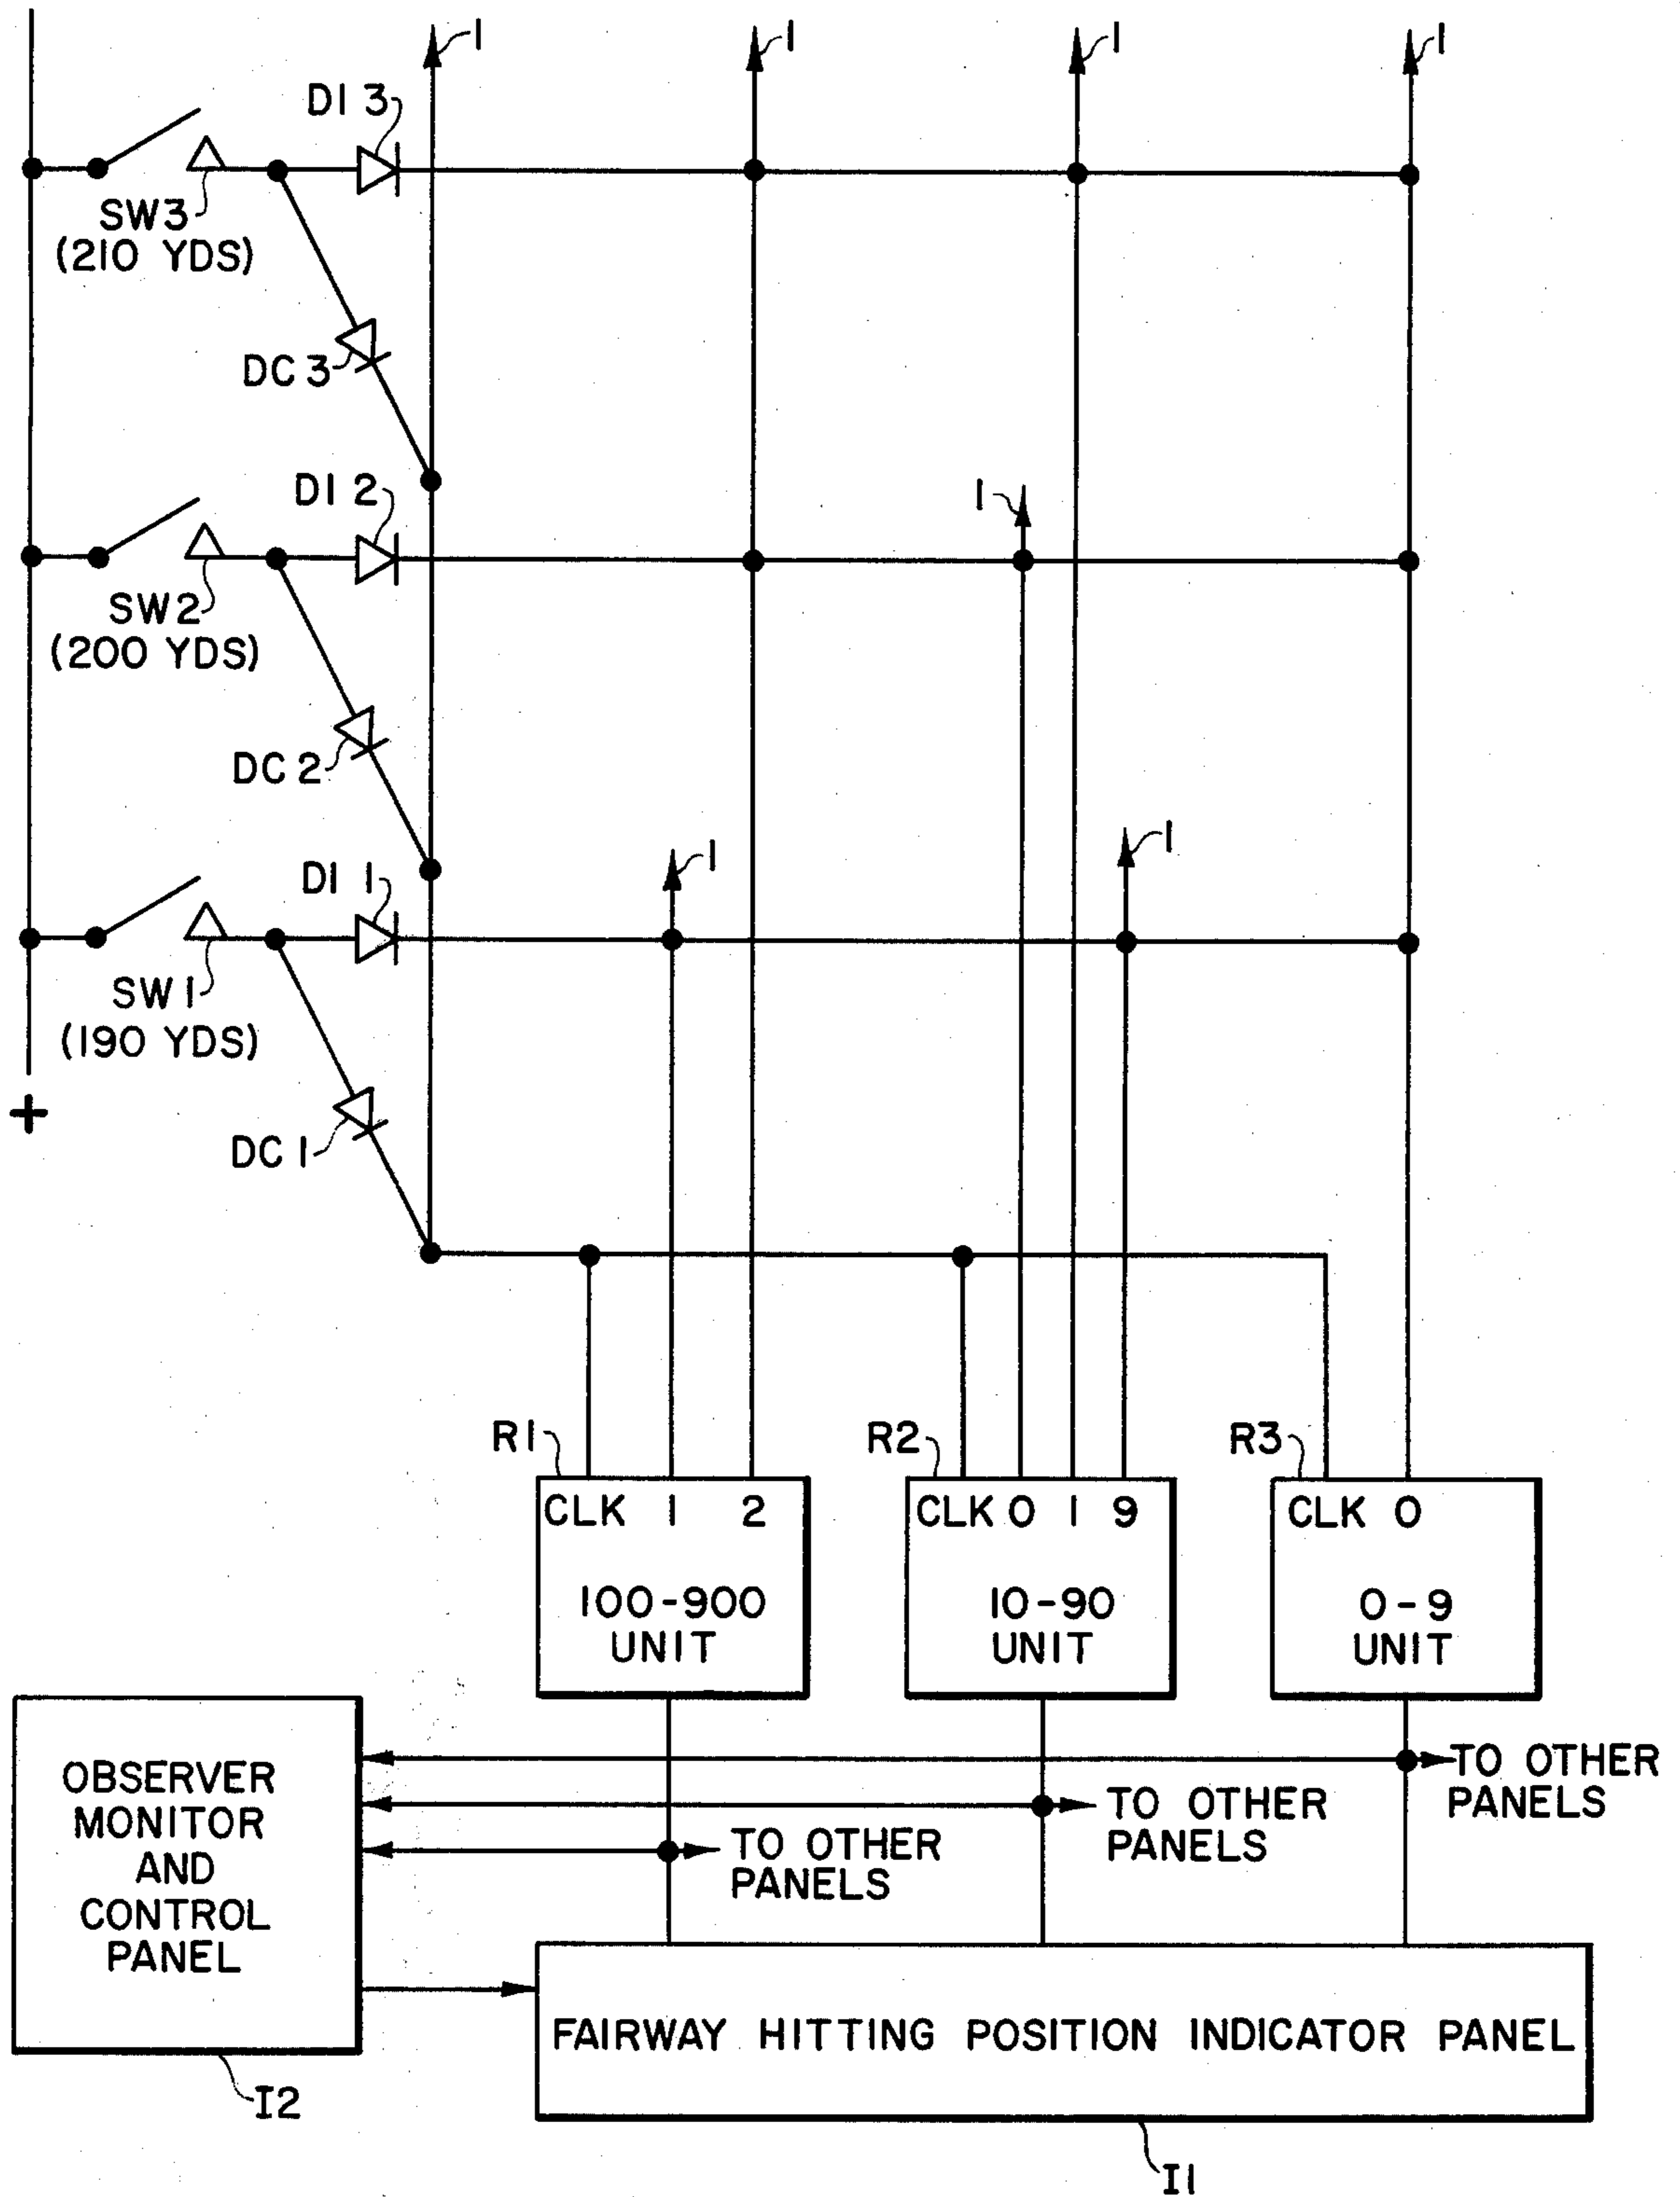 1 1 1 1
DI 3
SW3
(210 YDS)
DC 3
DI 2
1
SW2
(200 YDS)
DC 2
1
1
DI 1
SW1
(190 YDS)
+
DC 1
R1
R2
R3
CLK 1 2
CLK 0 1 9
CLK 0
100-900
UNIT
10-90
UNIT
0-9
UNIT
TO OTHER
PANELS
TO OTHER
PANELS
TO OTHER
PANELS
OBSERVER
MONITOR
AND
CONTROL
PANEL
FAIRWAY HITTING POSITION INDICATOR PANEL
I2
I1